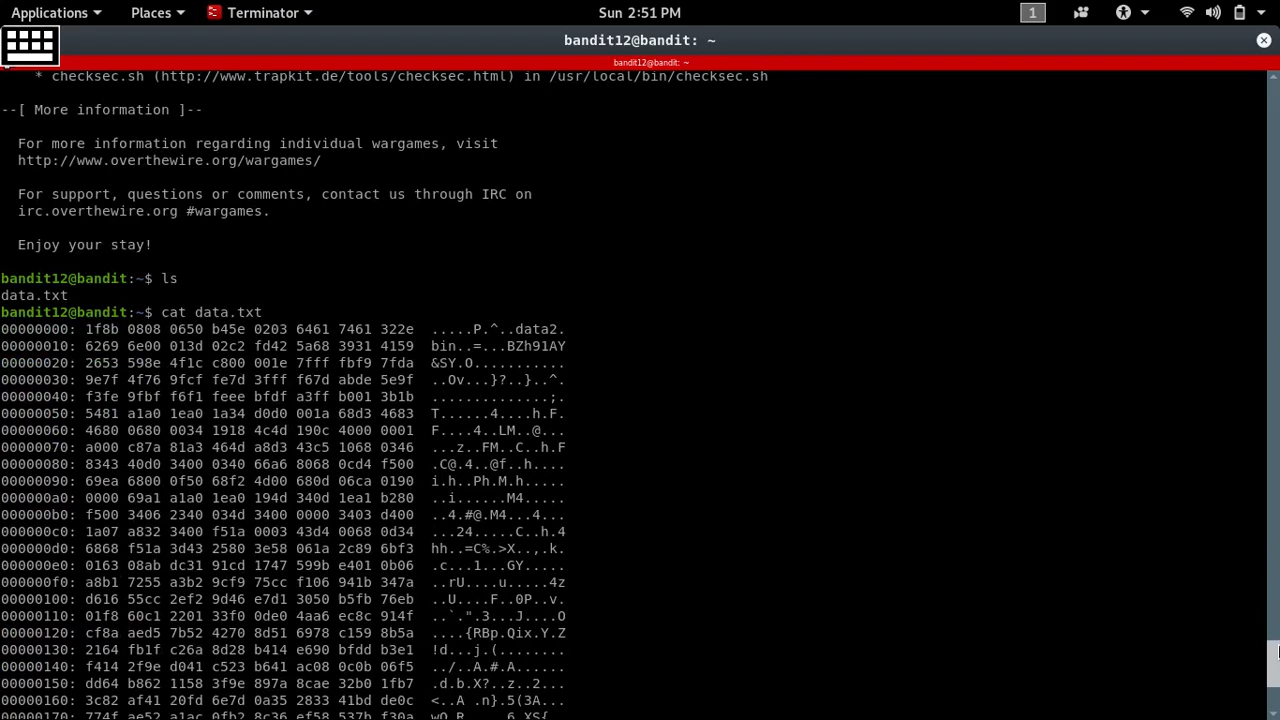 Applications Places Terminator Sun 2:51 PM 1
bandit12@bandit: ~
bandit12@bandit: ~
* checksec.sh (http://www.trapkit.de/tools/checksec.html) in /usr/local/bin/checksec.sh
--[ More information ]--
For more information regarding individual wargames, visit
http://www.overthewire.org/wargames/
For support, questions or comments, contact us through IRC on
irc.overthewire.org #wargames.
Enjoy your stay!
bandit12@bandit:~$ ls
data.txt
bandit12@bandit:~$ cat data.txt
00000000: 1f8b 0808 0650 b45e 0203 6461 7461 322e .....P.^..data2.
00000010: 6269 6e00 013d 02c2 fd42 5a68 3931 4159 bin..=...BZh91AY
00000020: 2653 598e 4f1c c800 001e 7fff fbf9 7fda &SY.O...........
00000030: 9e7f 4f76 9fcf fe7d 3fff f67d abde 5e9f ..Ov...}?..}..^.
00000040: f3fe 9fbf f6f1 feee bfdf a3ff b001 3b1b ..............;.
00000050: 5481 a1a0 1ea0 1a34 d0d0 001a 68d3 4683 T......4....h.F.
00000060: 4680 0680 0034 1918 4c4d 190c 4000 0001 F....4..LM..@...
00000070: a000 c87a 81a3 464d a8d3 43c5 1068 0346 ...z..FM..C..h.F
00000080: 8343 40d0 3400 0340 66a6 8068 0cd4 f500 .C@.4..@f..h....
00000090: 69ea 6800 0f50 68f2 4d00 680d 06ca 0190 i.h..Ph.M.h.....
000000a0: 0000 69a1 a1a0 1ea0 194d 340d 1ea1 b280 ..i......M4.....
000000b0: f500 3406 2340 034d 3400 0000 3403 d400 ..4.#@.M4...4...
000000c0: 1a07 a832 3400 f51a 0003 43d4 0068 0d34 ...24.....C..h.4
000000d0: 6868 f51a 3d43 2580 3e58 061a 2c89 6bf3 hh..=C%.>X..,.k.
000000e0: 0163 08ab dc31 91cd 1747 599b e401 0b06 .c...1...GY.....
000000f0: a8b1 7255 a3b2 9cf9 75cc f106 941b 347a ..rU....u.....4z
00000100: d616 55cc 2ef2 9d46 e7d1 3050 b5fb 76eb ..U....F..0P..v.
00000110: 01f8 60c1 2201 33f0 0de0 4aa6 ec8c 914f ..`.".3...J....O
00000120: cf8a aed5 7b52 4270 8d51 6978 c159 8b5a ....{RBp.Qix.Y.Z
00000130: 2164 fb1f c26a 8d28 b414 e690 bfdd b3e1 !d...j.(........
00000140: f414 2f9e d041 c523 b641 ac08 0c0b 06f5 ../..A.#.A......
00000150: dd64 b862 1158 3f9e 897a 8cae 32b0 1fb7 .d.b.X?..z..2...
00000160: 3c82 af41 20fd 6e7d 0a35 2833 41bd de0c <..A .n}.5(3A...
00000170: 774f ae52 a1ac 0fb2 8c36 ef58 537b f30a wO.R.....6.XS{..